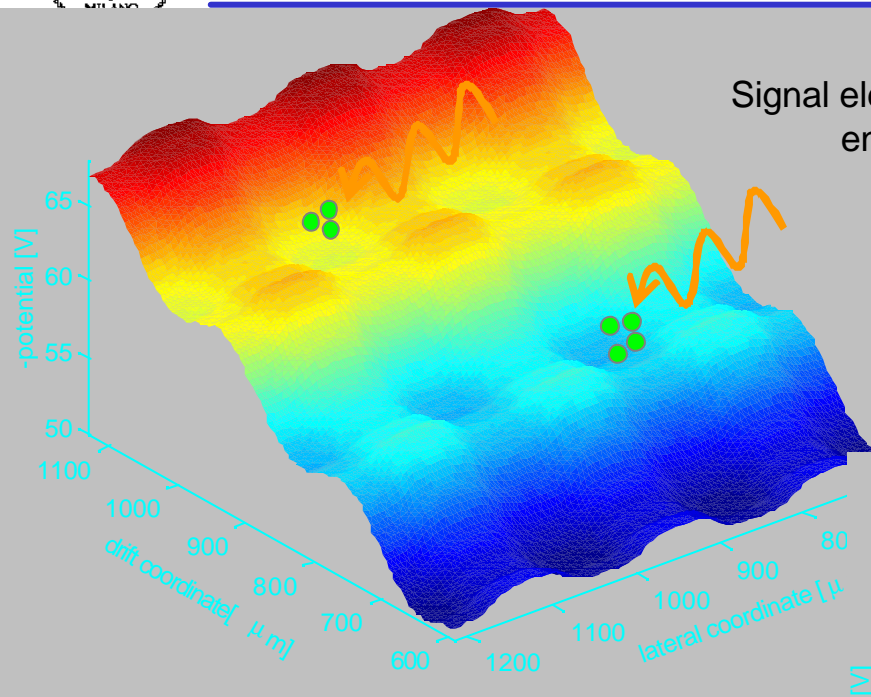 MILANO
Signal ele
en
-potential [V]
65
60
55
50
1100
1000
900
800
700
600
drift coordinate[ μ m]
1200
1100
1000
900
80
lateral coordinate [ μ
[V]